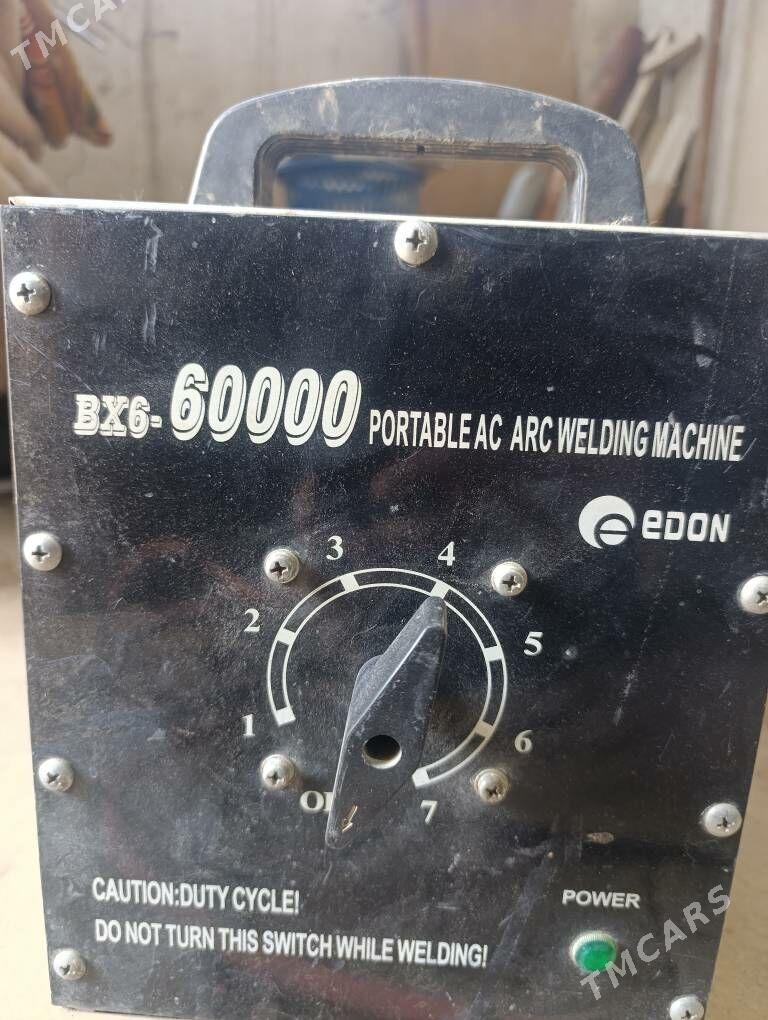 TMCARS
BX6-60000 PORTABLE AC ARC WELDING MACHINE
eDON
3 4
2 5
1 6
7
CAUTION:DUTY CYCLE!
DO NOT TURN THIS SWITCH WHILE WELDING!
POWER
TMCARS